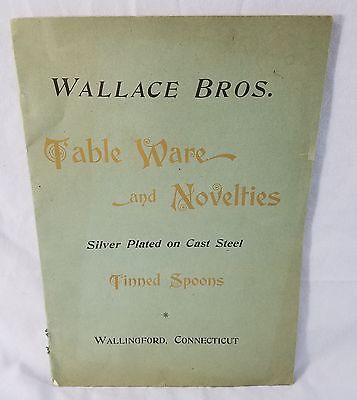 WALLACE BROS.
Table Ware
and Novelties
Silver Plated on Cast Steel
Tinned Spoons
*
WALLINGFORD, CONNECTICUT